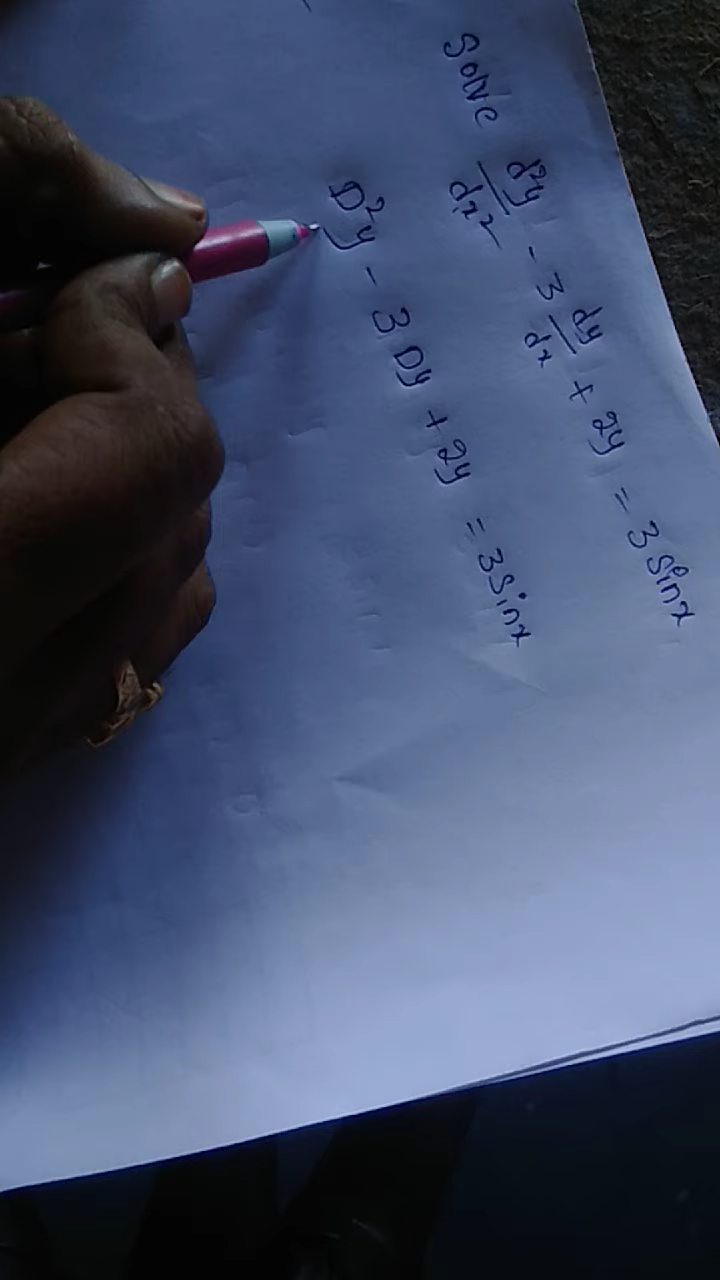 Solve d²y/dx² - 3 dy/dx + 2y = 3 Sinx
D²y - 3Dy + 2y = 3Sinx